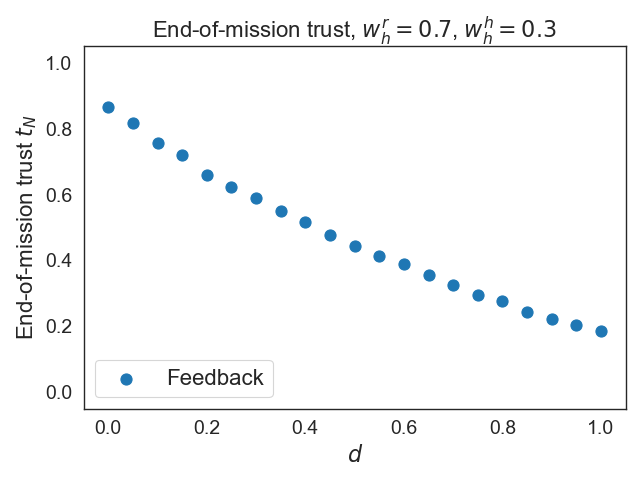 End-of-mission trust, $w_h^r = 0.7$, $w_h^h = 0.3$
End-of-mission trust $t_N$
1.0
0.8
0.6
0.4
0.2
0.0
Feedback
0.0 0.2 0.4 0.6 0.8 1.0
d